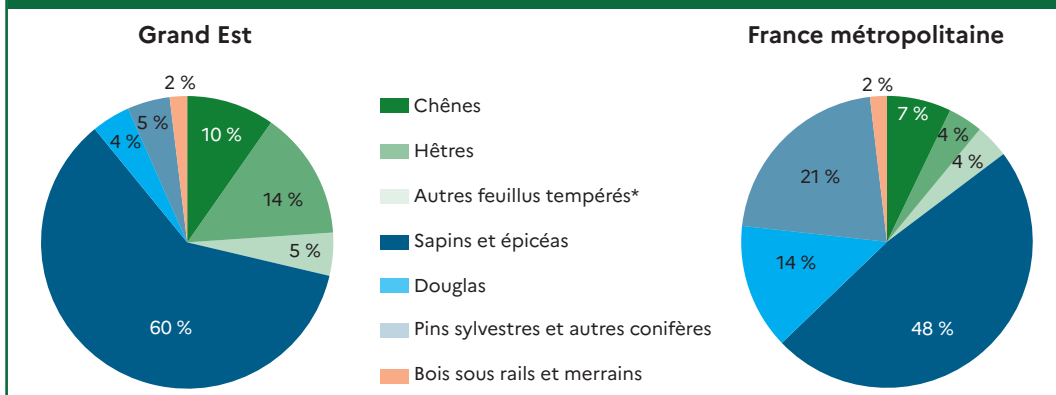 Grand Est
France métropolitaine
2 %
10 %
14 %
5 %
60 %
4 %
5 %
Chênes
Hêtres
Autres feuillus tempérés*
Sapins et épicéas
Douglas
Pins sylvestres et autres conifères
Bois sous rails et merrains
2 %
7 %
4 %
4 %
48 %
14 %
21 %